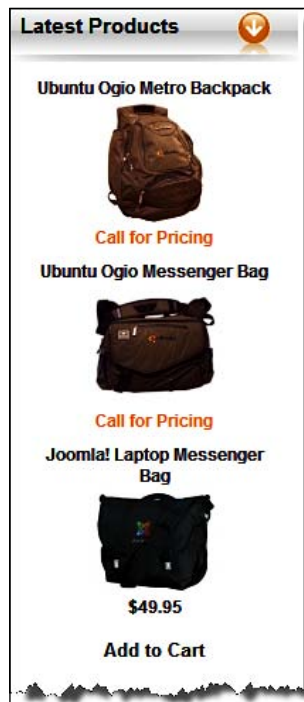 Latest Products
Ubuntu Ogio Metro Backpack
Call for Pricing
Ubuntu Ogio Messenger Bag
Call for Pricing
Joomla! Laptop Messenger
Bag
$49.95
Add to Cart